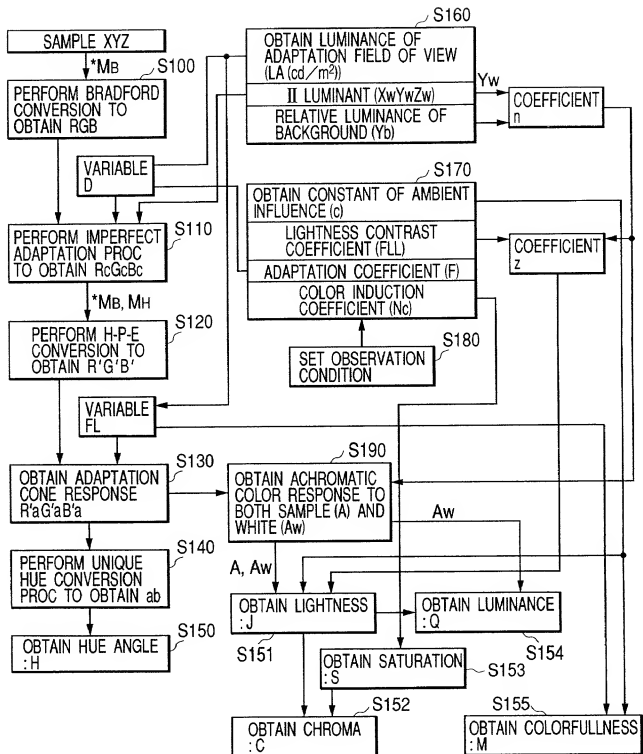 SAMPLE XYZ
*MB
S100
PERFORM BRADFORD
CONVERSION TO
OBTAIN RGB
VARIABLE
D
S110
PERFORM IMPERFECT
ADAPTATION PROC
TO OBTAIN RcGcBc
*MB, MH
S120
PERFORM H-P-E
CONVERSION TO
OBTAIN R'G'B'
VARIABLE
FL
S130
OBTAIN ADAPTATION
CONE RESPONSE
R'aG'aB'a
S140
PERFORM UNIQUE
HUE CONVERSION
PROC TO OBTAIN ab
S150
OBTAIN HUE ANGLE
: H
S160
OBTAIN LUMINANCE OF
ADAPTATION FIELD OF VIEW
(LA (cd/m²))
II LUMINANT (XwYwZw)
RELATIVE LUMINANCE OF
BACKGROUND (Yb)
Yw
COEFFICIENT
n
S170
OBTAIN CONSTANT OF AMBIENT
INFLUENCE (c)
LIGHTNESS CONTRAST
COEFFICIENT (FLL)
ADAPTATION COEFFICIENT (F)
COLOR INDUCTION
COEFFICIENT (Nc)
COEFFICIENT
z
S180
SET OBSERVATION
CONDITION
S190
OBTAIN ACHROMATIC
COLOR RESPONSE TO
BOTH SAMPLE (A) AND
WHITE (Aw)
Aw
A, Aw
OBTAIN LIGHTNESS
: J
S151
OBTAIN LUMINANCE
: Q
S154
OBTAIN SATURATION
: S
S153
S152
OBTAIN CHROMA
: C
S155
OBTAIN COLORFULLNESS
: M